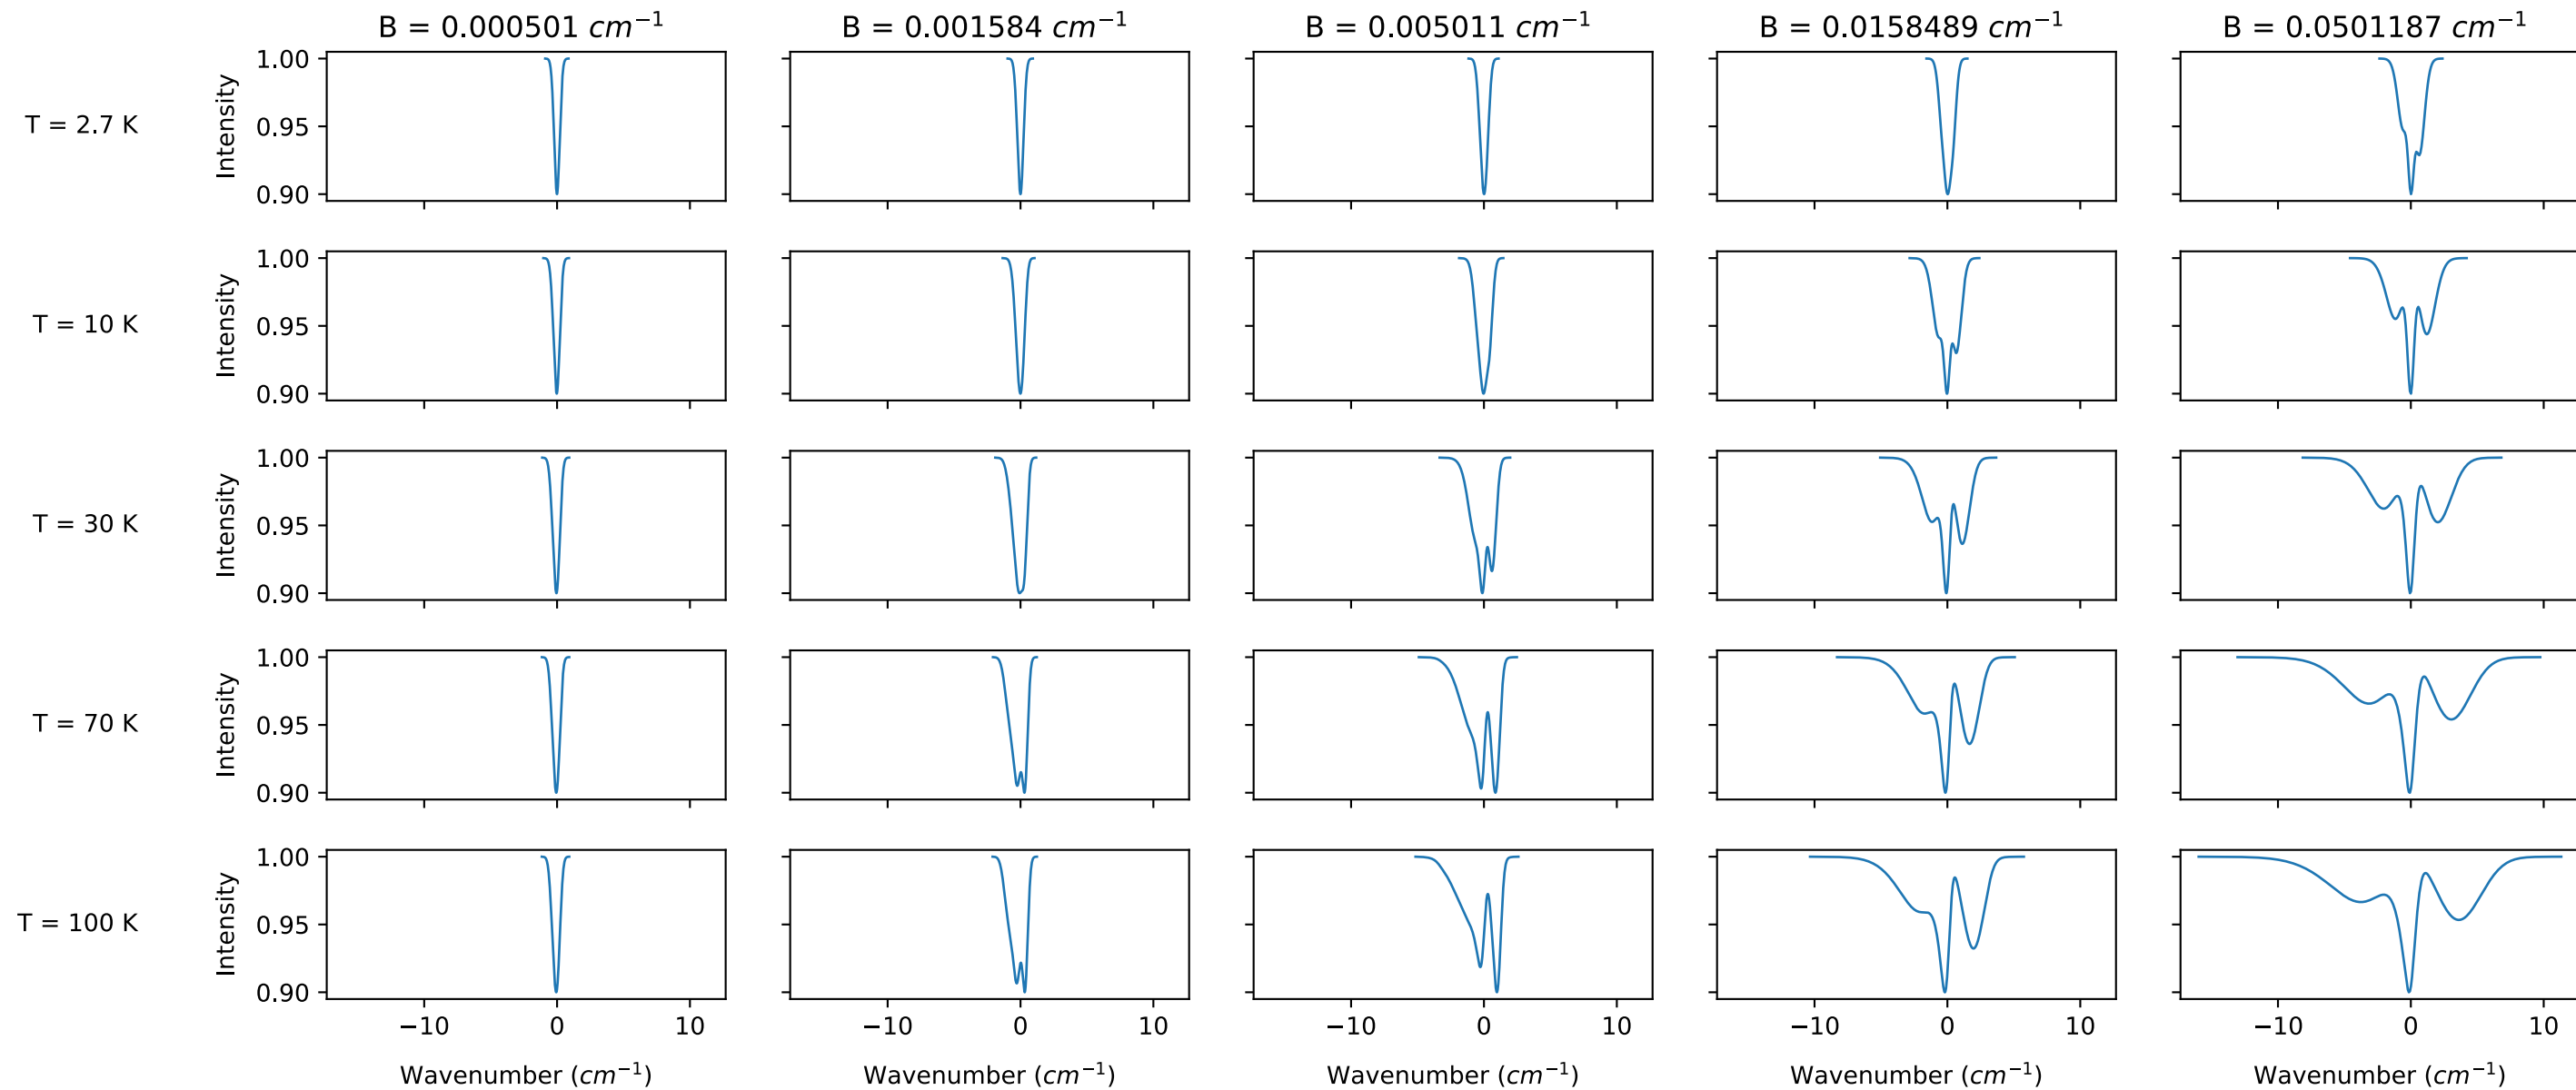 B = 0.000501 cm⁻¹ B = 0.001584 cm⁻¹ B = 0.005011 cm⁻¹ B = 0.0158489 cm⁻¹ B = 0.0501187 cm⁻¹
T = 2.7 K
Intensity
1.00
0.95
0.90
T = 10 K
Intensity
1.00
0.95
0.90
T = 30 K
Intensity
1.00
0.95
0.90
T = 70 K
Intensity
1.00
0.95
0.90
T = 100 K
Intensity
1.00
0.95
0.90
−10 0 10 −10 0 10 −10 0 10 −10 0 10 −10 0 10
Wavenumber (cm⁻¹) Wavenumber (cm⁻¹) Wavenumber (cm⁻¹) Wavenumber (cm⁻¹) Wavenumber (cm⁻¹)